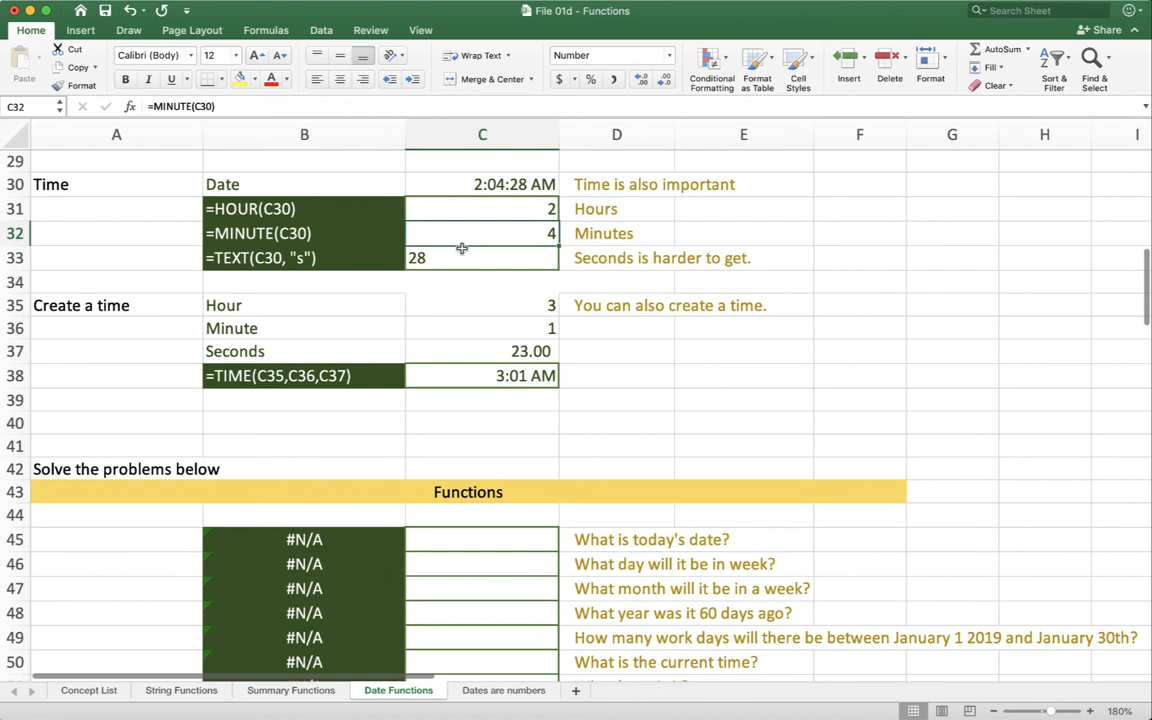 File 01d - Functions
Search Sheet
Home Insert Draw Page Layout Formulas Data Review View
Share
Paste
Cut
Copy
Format
Calibri (Body) 12 A A
B I U A
Wrap Text
Merge & Center
Number
$ %
Conditional Formatting
Format as Table
Cell Styles
Insert
Delete
Format
AutoSum
Fill
Clear
Sort & Filter
Find & Select
C32 fx =MINUTE(C30)
A B C D E F G H I
29
30 Time Date 2:04:28 AM Time is also important
31 =HOUR(C30) 2 Hours
32 =MINUTE(C30) 4 Minutes
33 =TEXT(C30, "s") 28 Seconds is harder to get.
34
35 Create a time Hour 3 You can also create a time.
36 Minute 1
37 Seconds 23.00
38 =TIME(C35,C36,C37) 3:01 AM
39
40
41
42 Solve the problems below
43 Functions
44
45 #N/A What is today's date?
46 #N/A What day will it be in week?
47 #N/A What month will it be in a week?
48 #N/A What year was it 60 days ago?
49 #N/A How many work days will there be between January 1 2019 and January 30th?
50 #N/A What is the current time?
Concept List String Functions Summary Functions Date Functions Dates are numbers +
180%